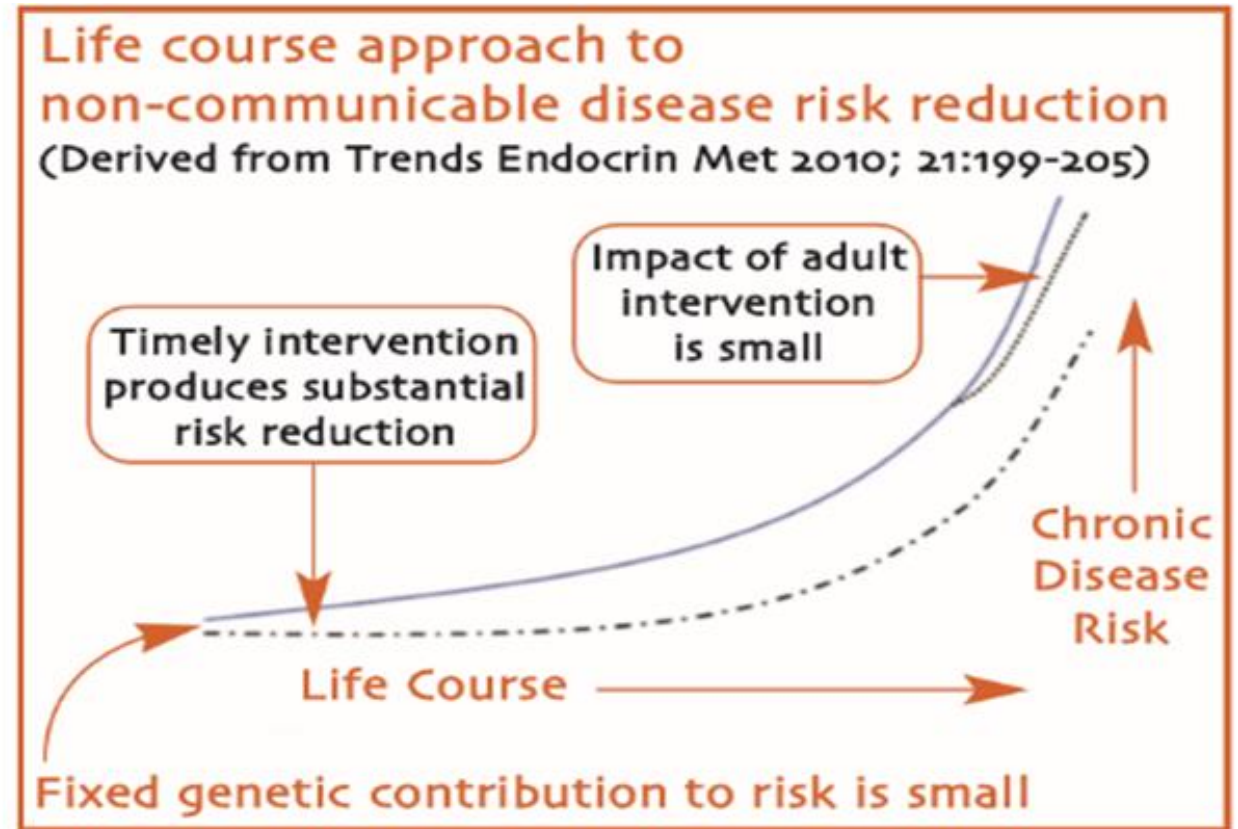 Life course approach to
non-communicable disease risk reduction
(Derived from Trends Endocrin Met 2010; 21:199-205)
Impact of adult
intervention
is small
Timely intervention
produces substantial
risk reduction
Chronic
Disease
Risk
Life Course
Fixed genetic contribution to risk is small